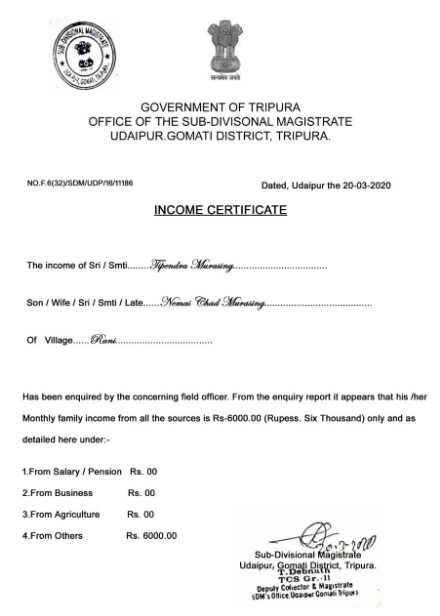 SUB-DIVISIONAL MAGISTRATE
सत्यमेव जयते
GOVERNMENT OF TRIPURA
OFFICE OF THE SUB-DIVISONAL MAGISTRATE
UDAIPUR.GOMATI DISTRICT, TRIPURA.
NO.F.6(32)/SDM/UDP/16/11186 Dated, Udaipur the 20-03-2020
INCOME CERTIFICATE
The income of Sri / Smti........Tipendra Murasing..................................
Son / Wife / Sri / Smti / Late......Nemai Chad Murasing.......................................
Of Village......Rani...................................
Has been enquired by the concerning field officer. From the enquiry report it appears that his /her
Monthly family income from all the sources is Rs-6000.00 (Rupess. Six Thousand) only and as
detailed here under:-
1.From Salary / Pension Rs. 00
2.From Business Rs. 00
3.From Agriculture Rs. 00
4.From Others Rs. 6000.00
Sub-Divisional Magistrate
Udaipur, Gomati District, Tripura.
T.Debnath
TCS Gr.-II
Deputy Collector & Magistrate
SDM's Office, Udaipur Gomati Tripura